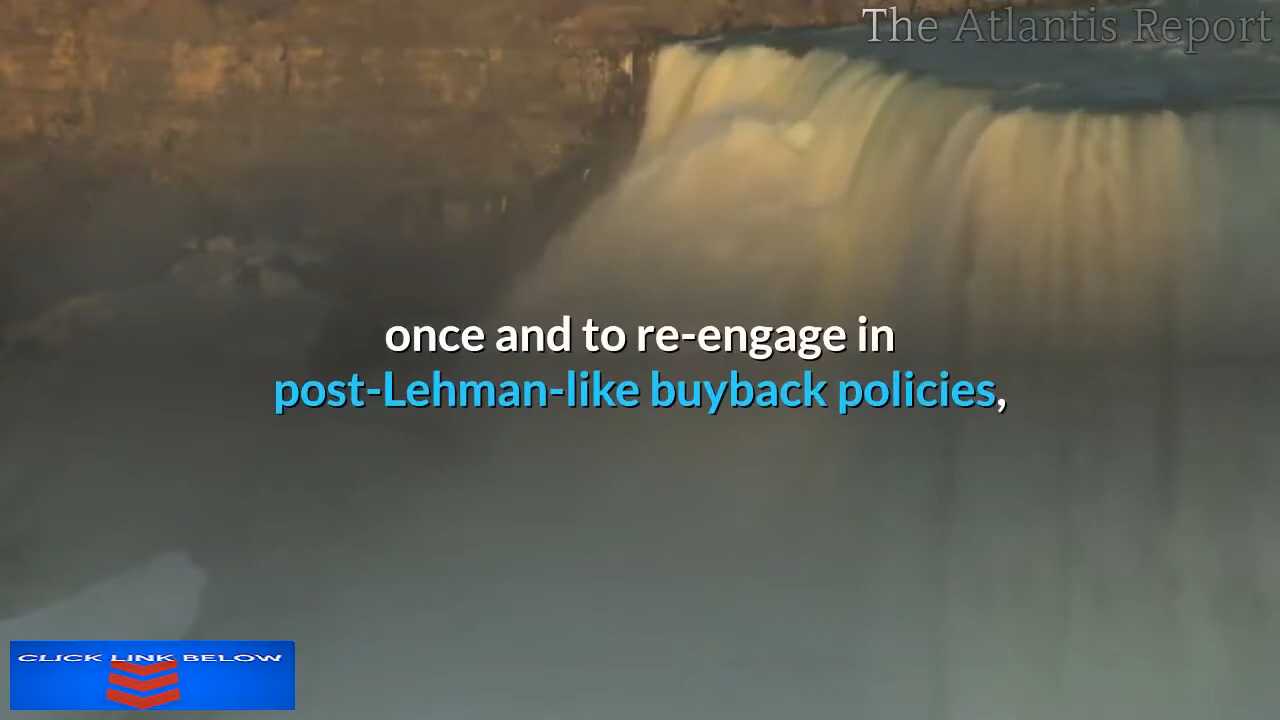 The Atlantis Report
once and to re-engage in
post-Lehman-like buyback policies,
CLICK LINK BELOW